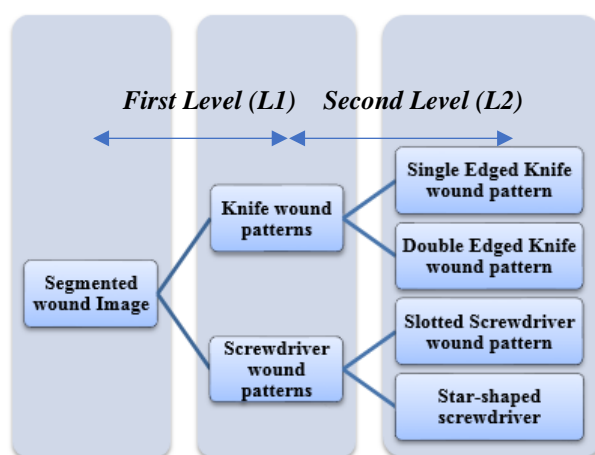 First Level (L1) Second Level (L2)
Segmented
wound Image
Knife wound
patterns
Screwdriver
wound
patterns
Single Edged Knife
wound pattern
Double Edged Knife
wound pattern
Slotted Screwdriver
wound pattern
Star-shaped
screwdriver